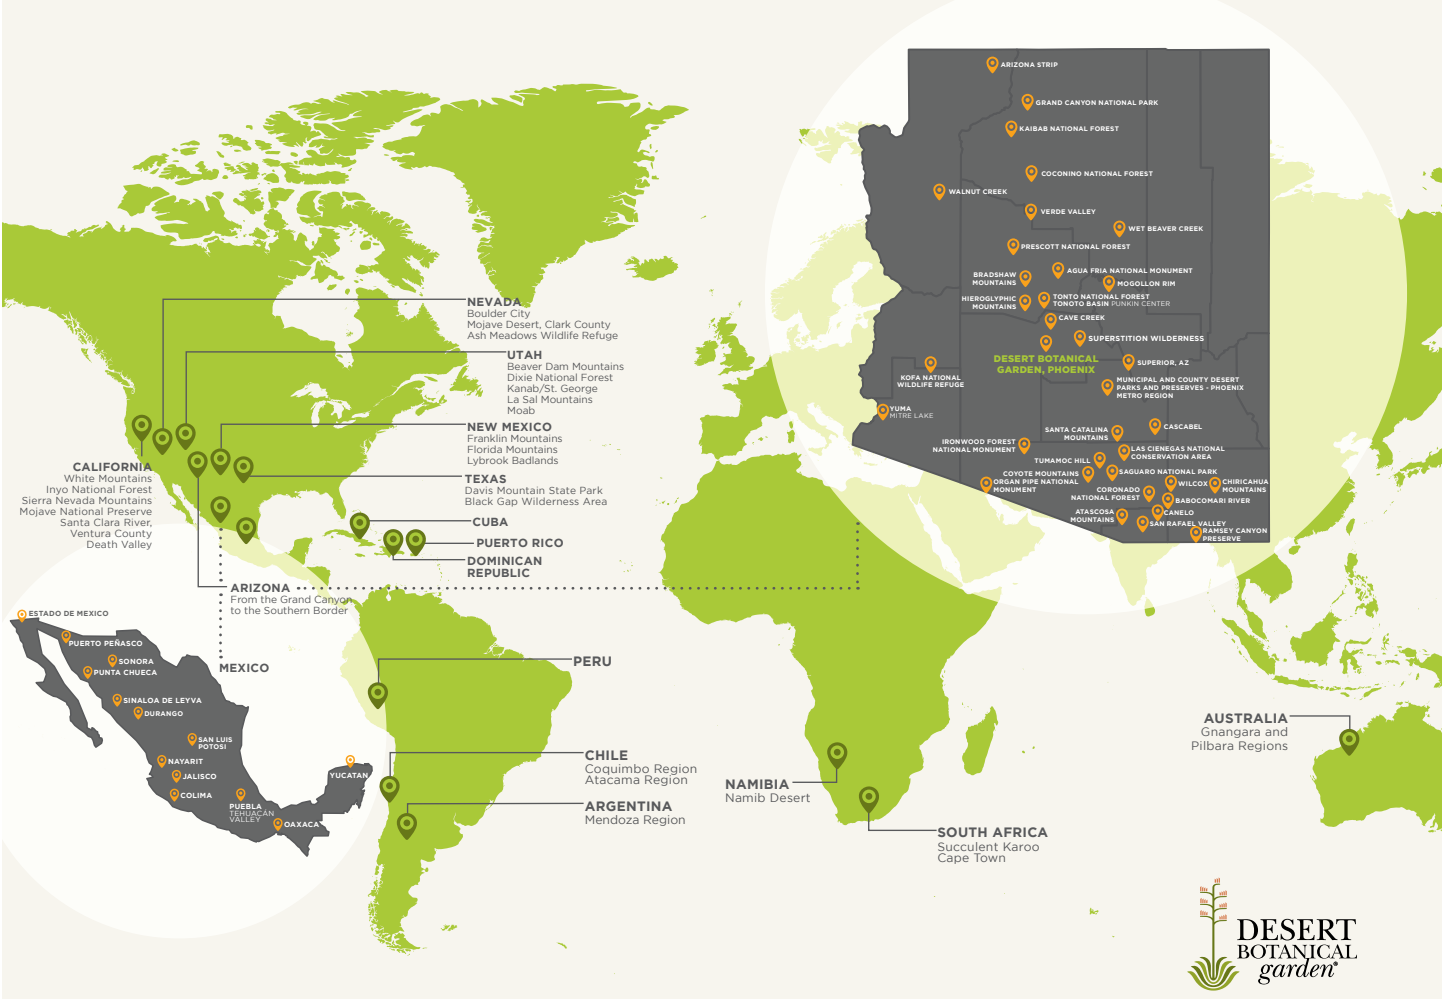 ARIZONA STRIP
GRAND CANYON NATIONAL PARK
KAIBAB NATIONAL FOREST
COCONINO NATIONAL FOREST
WALNUT CREEK
VERDE VALLEY
WET BEAVER CREEK
PRESCOTT NATIONAL FOREST
AGUA FRIA NATIONAL MONUMENT
BRADSHAW
MOUNTAINS
MOGOLLON RIM
HIEROGLYPHIC
MOUNTAINS
TONTO NATIONAL FOREST
TONOTO BASIN PUNKIN CENTER
CAVE CREEK
SUPERSTITION WILDERNESS
DESERT BOTANICAL
GARDEN, PHOENIX
SUPERIOR, AZ
KOFA NATIONAL
WILDLIFE REFUGE
MUNICIPAL AND COUNTY DESERT
PARKS AND PRESERVES - PHOENIX
METRO REGION
YUMA
MITRE LAKE
SANTA CATALINA
MOUNTAINS
CASCABEL
IRONWOOD FOREST
NATIONAL MONUMENT
LAS CIENEGAS NATIONAL
CONSERVATION AREA
TUMAMOC HILL
COYOTE MOUNTAINS
SAGUARO NATIONAL PARK
ORGAN PIPE NATIONAL
MONUMENT
WILCOX
CHIRICAHUA
MOUNTAINS
CORONADO
NATIONAL FOREST
BABOCOMARI RIVER
ATASCOSA
MOUNTAINS
CANELO
SAN RAFAEL VALLEY
RAMSEY CANYON
PRESERVE
NEVADA
Boulder City
Mojave Desert, Clark County
Ash Meadows Wildlife Refuge
UTAH
Beaver Dam Mountains
Dixie National Forest
Kanab/St. George
La Sal Mountains
Moab
NEW MEXICO
Franklin Mountains
Florida Mountains
Lybrook Badlands
CALIFORNIA
White Mountains
Inyo National Forest
Sierra Nevada Mountains
Mojave National Preserve
Santa Clara River,
Ventura County
Death Valley
TEXAS
Davis Mountain State Park
Black Gap Wilderness Area
CUBA
PUERTO RICO
DOMINICAN
REPUBLIC
ARIZONA
From the Grand Canyon
to the Southern Border
MEXICO
ESTADO DE MEXICO
PUERTO PEÑASCO
SONORA
PUNTA CHUECA
SINALOA DE LEYVA
DURANGO
SAN LUIS
POTOSI
NAYARIT
JALISCO
COLIMA
YUCATAN
PUEBLA
TEHUACAN
VALLEY
OAXACA
PERU
CHILE
Coquimbo Region
Atacama Region
ARGENTINA
Mendoza Region
NAMIBIA
Namib Desert
SOUTH AFRICA
Succulent Karoo
Cape Town
AUSTRALIA
Gnangara and
Pilbara Regions
DESERT
BOTANICAL
garden®